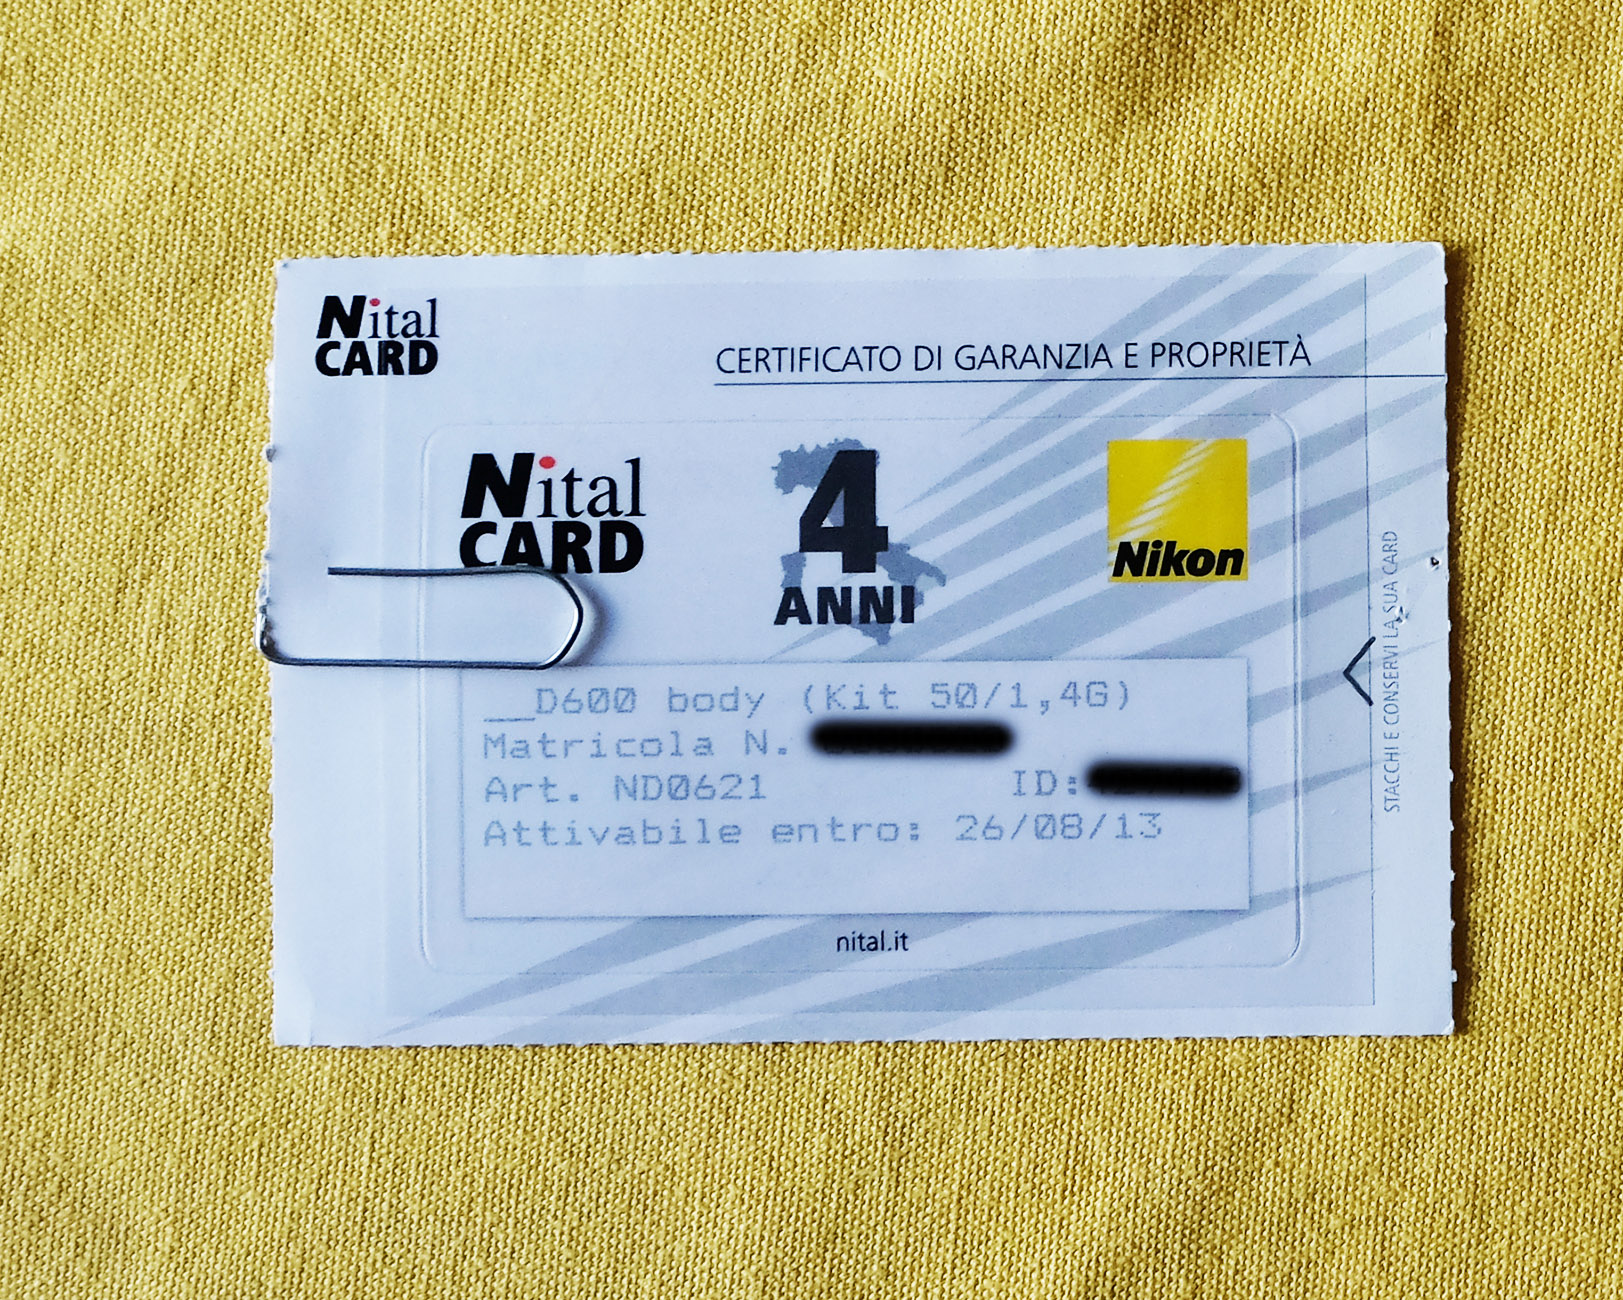 Nital
CARD
CERTIFICATO DI GARANZIA E PROPRIETÀ
Nital
CARD
4
ANNI
Nikon
__D600 body (Kit 50/1,4G)
Matricola N.
Art. ND0621 ID:
Attivabile entro: 26/08/13
nital.it
STACCHI E CONSERVI LA SUA CARD